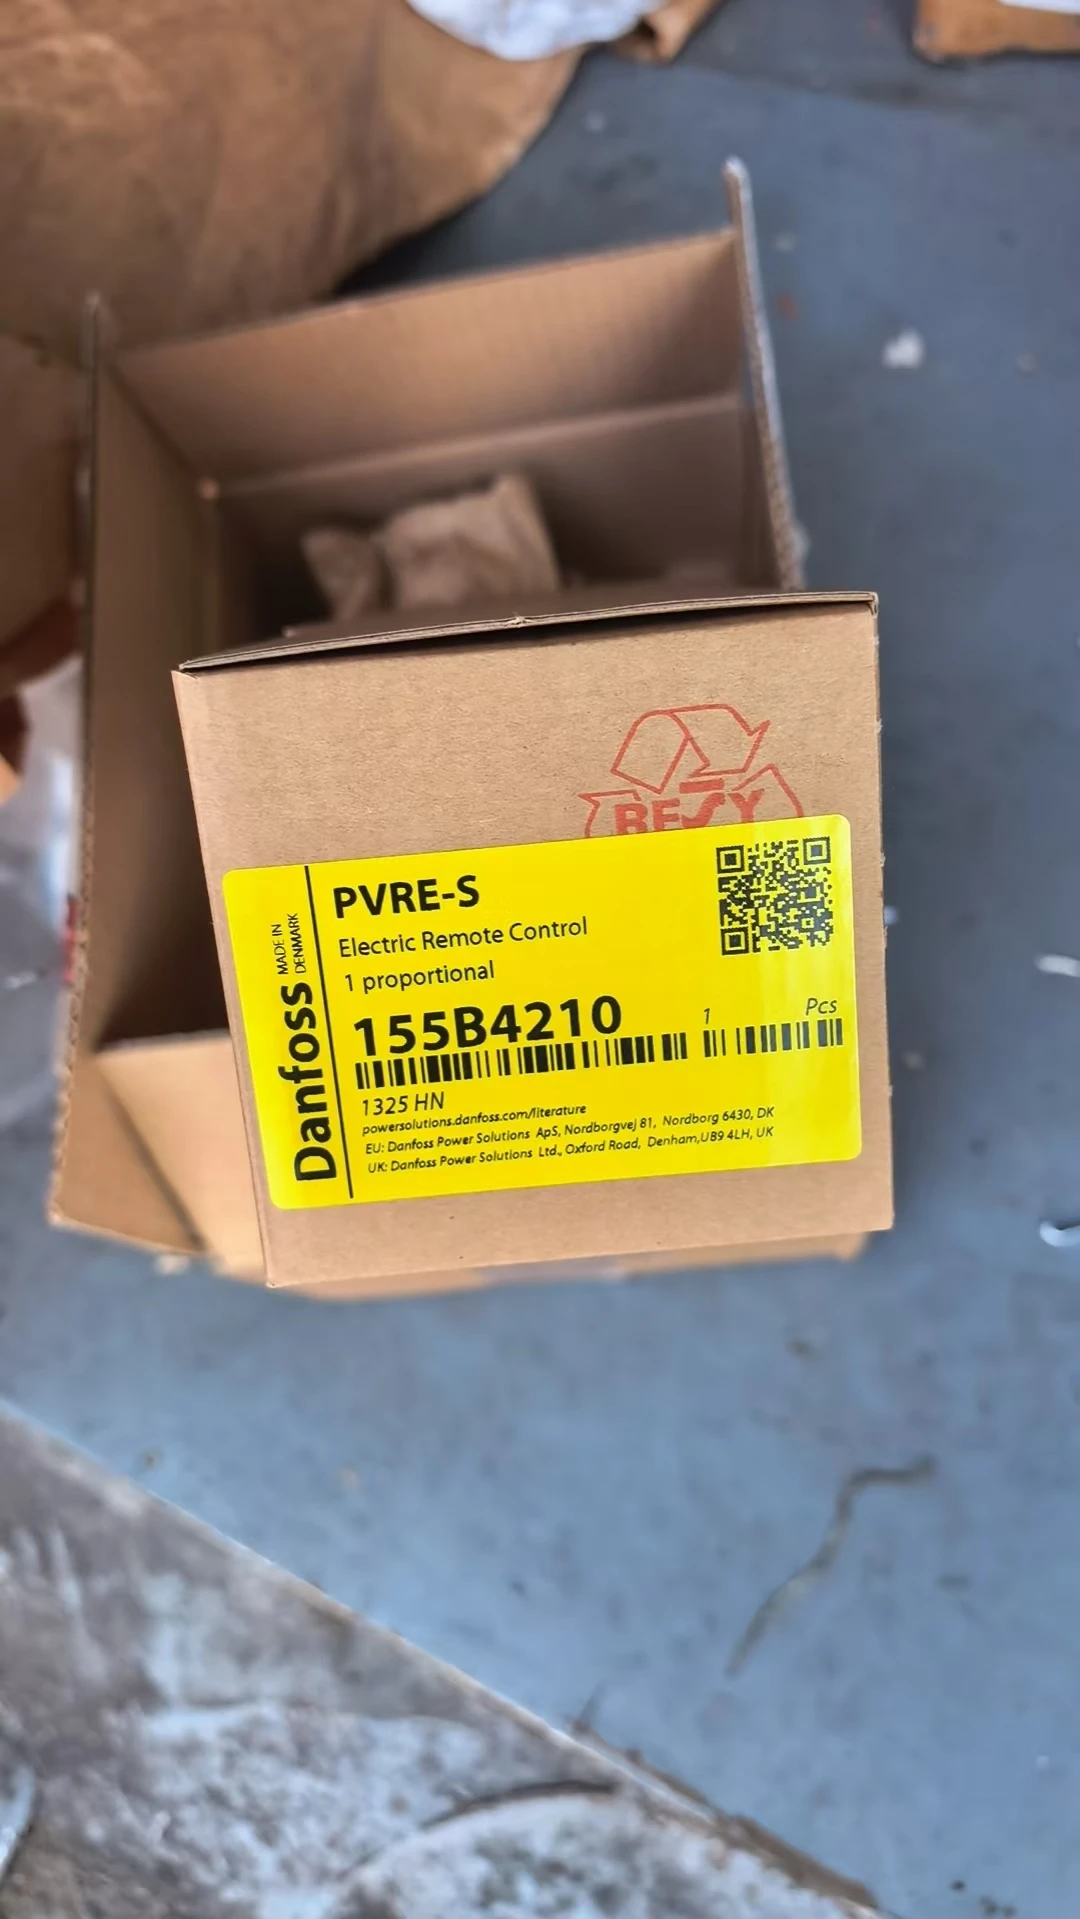 BESY
MADE IN
DENMARK
Danfoss
PVRE-S
Electric Remote Control
1 proportional
155B4210 1 Pcs
1325 HN
powersolutions.danfoss.com/literature
EU: Danfoss Power Solutions ApS, Nordborgvej 81, Nordborg 6430, DK
UK: Danfoss Power Solutions Ltd., Oxford Road, Denham,UB9 4LH, UK